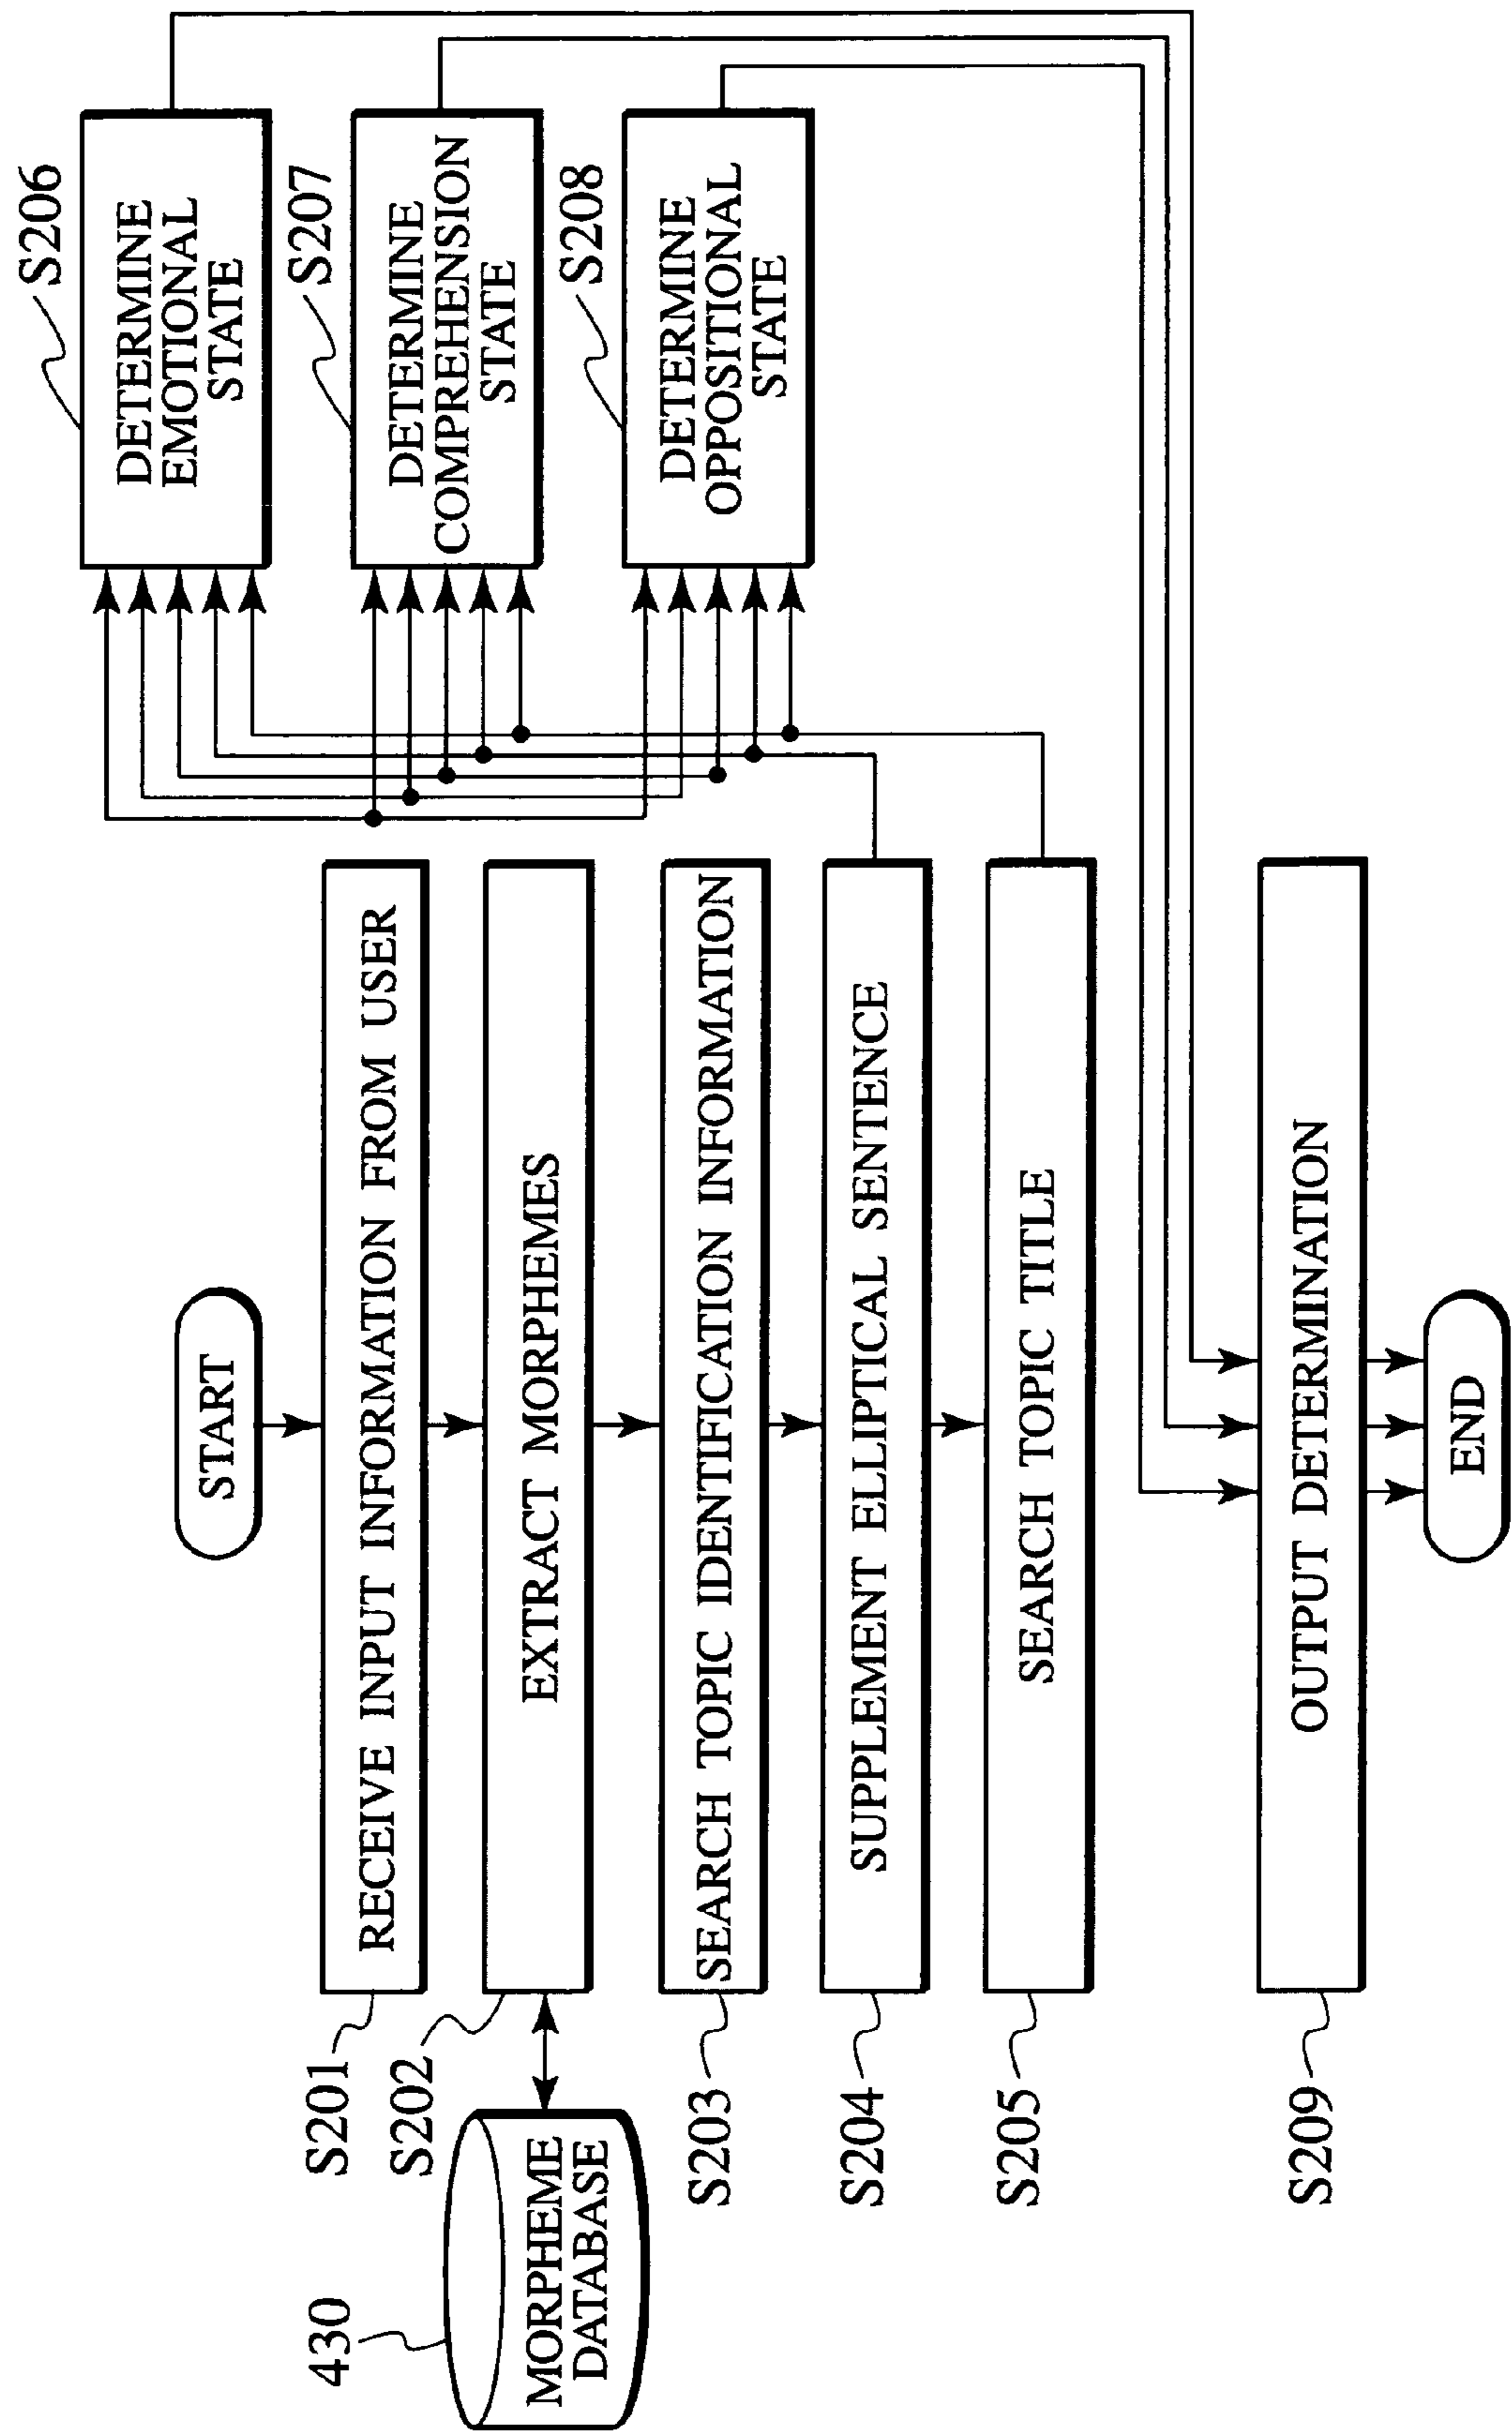 START
S201
RECEIVE INPUT INFORMATION FROM USER
430
MORPHEME
DATABASE
S202
EXTRACT MORPHEMES
S203
SEARCH TOPIC IDENTIFICATION INFORMATION
S204
SUPPLEMENT ELLIPTICAL SENTENCE
S205
SEARCH TOPIC TITLE
S206
DETERMINE
EMOTIONAL
STATE
S207
DETERMINE
COMPREHENSION
STATE
S208
DETERMINE
OPPOSITIONAL
STATE
S209
OUTPUT DETERMINATION
END